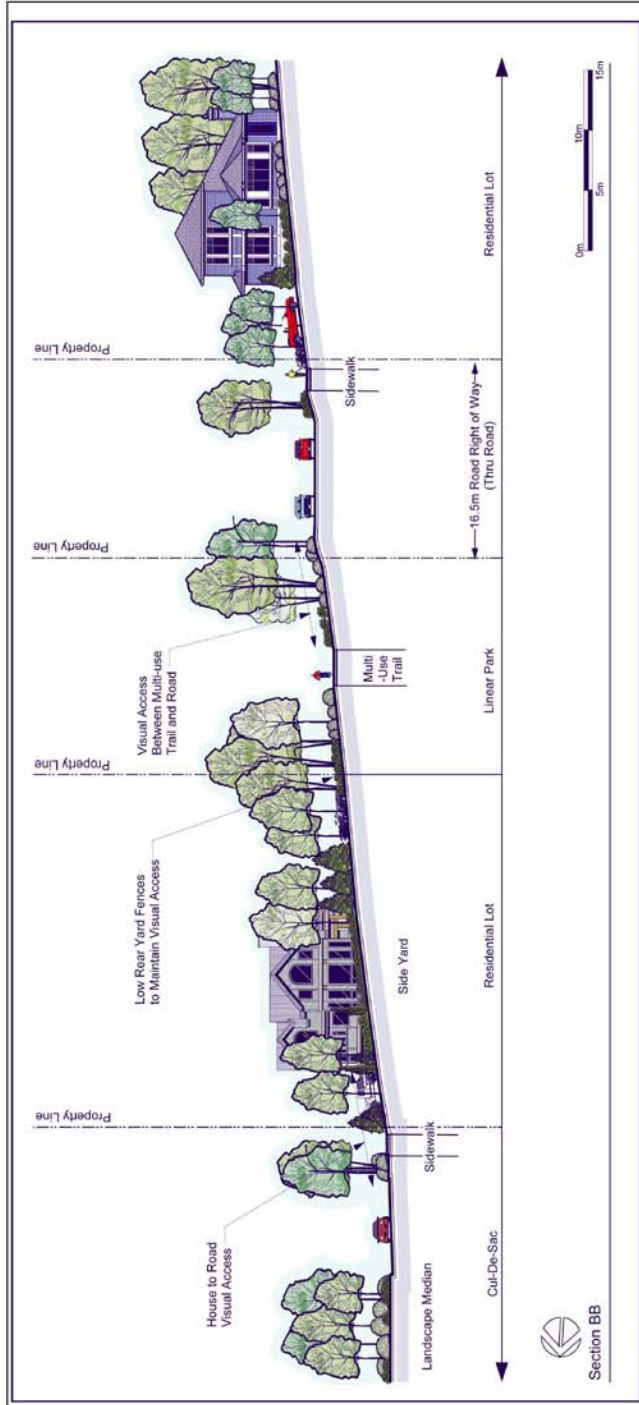 House to Road
Visual Access
Property Line
Low Rear Yard Fences
to Maintain Visual Access
Property Line
Visual Access
Between Multi-use
Trail and Road
Property Line
Property Line
Landscape Median
Sidewalk
Side Yard
Multi
-Use
Trail
Sidewalk
Cul-De-Sac
Residential Lot
Linear Park
16.5m Road Right of Way
(Thru Road)
Residential Lot
Section BB
0m
5m
10m
15m